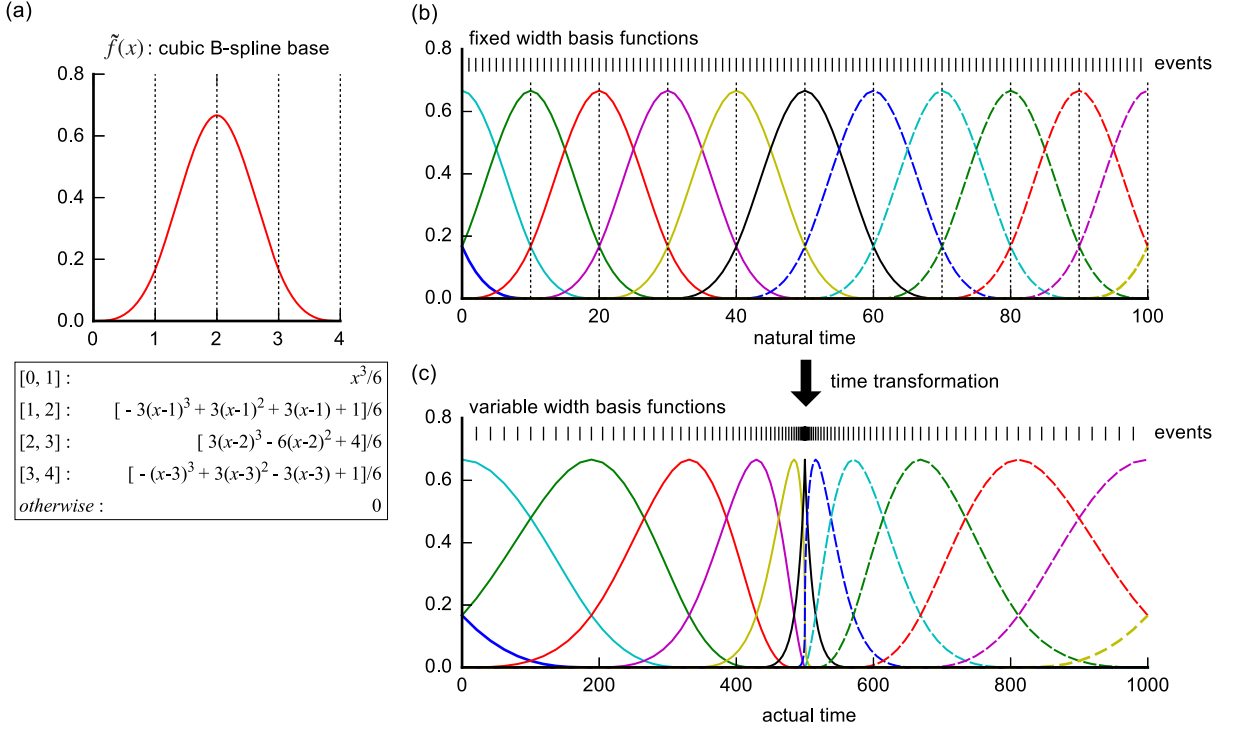 (a)
f̃(x) : cubic B-spline base
0.8
0.6
0.4
0.2
0.0
0 1 2 3 4
[0, 1] : x³/6
[1, 2] : [ - 3(x-1)³ + 3(x-1)² + 3(x-1) + 1]/6
[2, 3] : [ 3(x-2)³ - 6(x-2)² + 4]/6
[3, 4] : [ - (x-3)³ + 3(x-3)² - 3(x-3) + 1]/6
otherwise : 0
(b)
fixed width basis functions
events
0.8
0.6
0.4
0.2
0.0
0 20 40 60 80 100
natural time
time transformation
(c)
variable width basis functions
events
0.8
0.6
0.4
0.2
0.0
0 200 400 600 800 1000
actual time